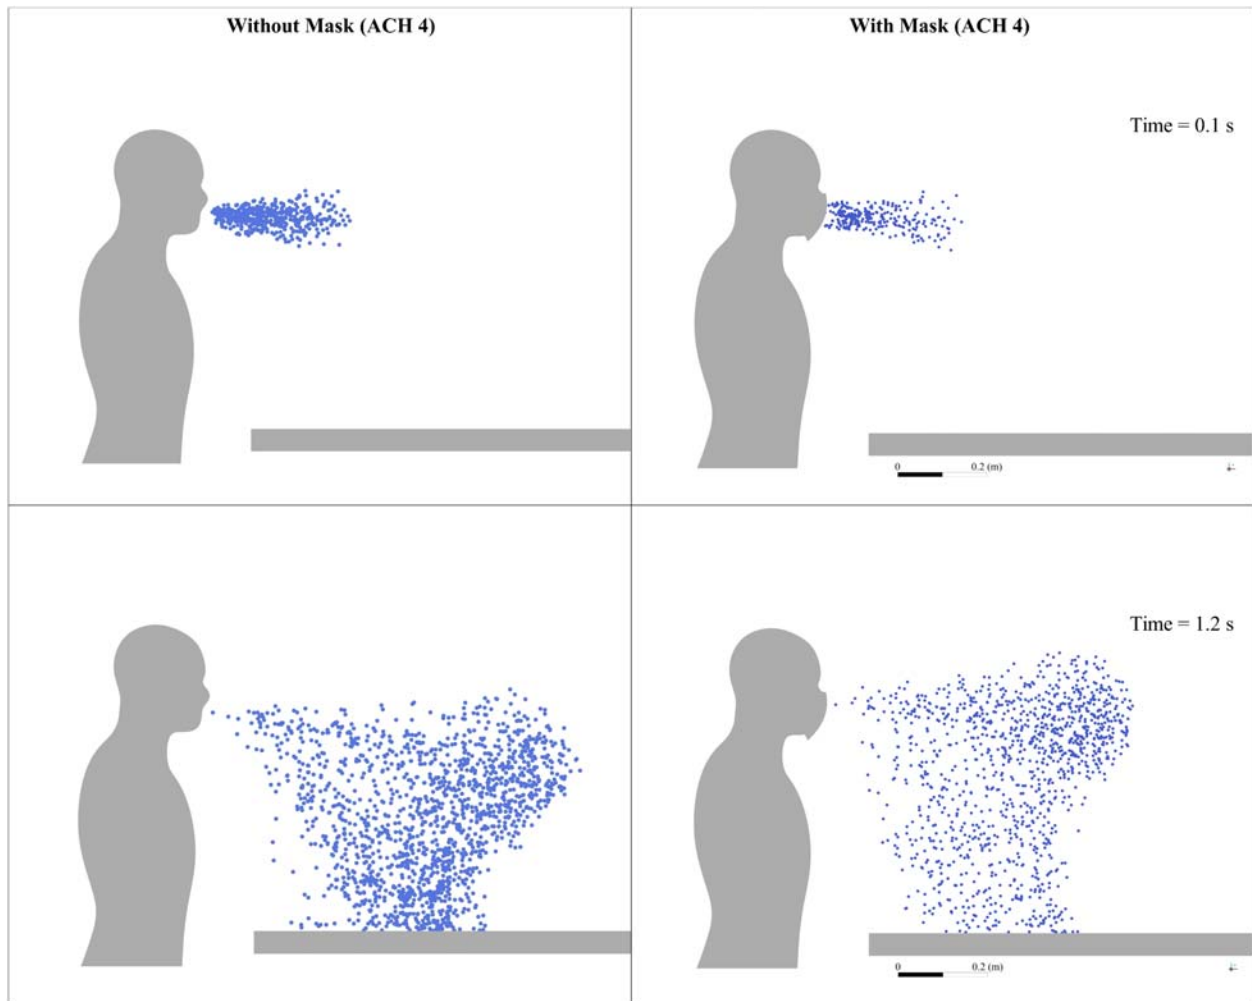 Without Mask (ACH 4)
With Mask (ACH 4)
Time = 0.1 s
0 0.2 (m)
Time = 1.2 s
0 0.2 (m)